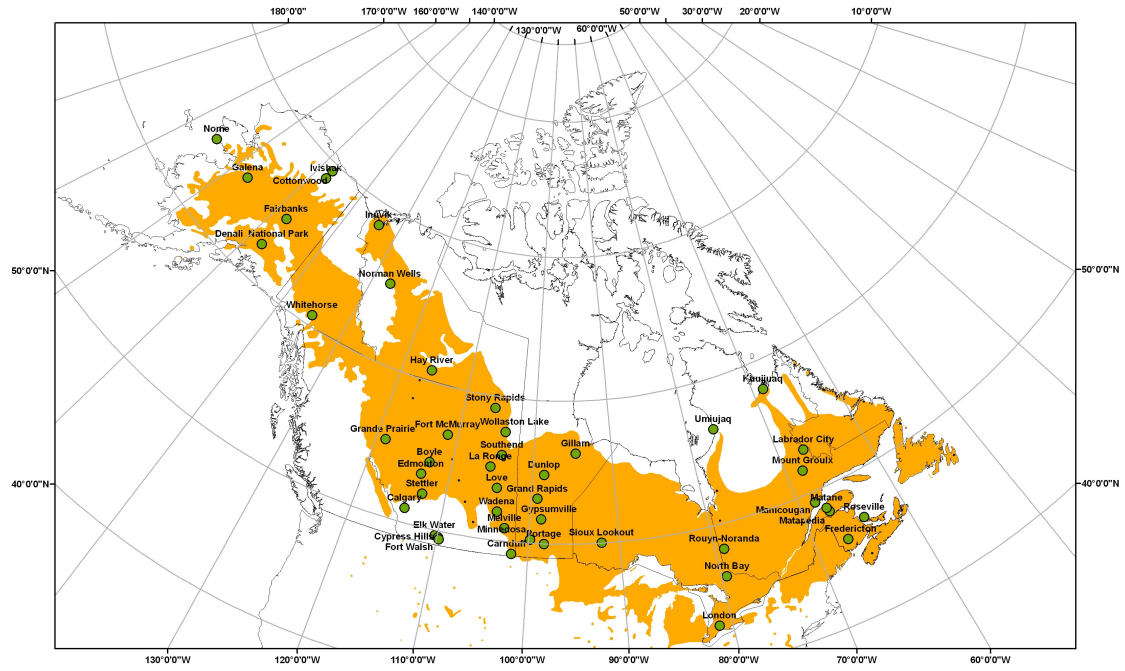 180°0'0"
170°0'0"W
160°0'0"W
140°0'0"W
130°0'0"W
60°0'0"W
50°0'0"W
30°0'0"W
20°0'0"W
10°0'0"W
Nome
Galena
Ivishak
Cottonwood
Fairbanks
Inuvik
Denali National Park
50°0'0"N
50°0'0"N
Norman Wells
Whitehorse
Hay River
Kuujjuaq
Stony Rapids
Umiujaq
Grande Prairie
Fort McMurray
Wollaston Lake
Southend
Gillam
Labrador City
Boyle
La Ronge
Edmonton
Dunlop
Mount Groulx
Stettler
Love
40°0'0"N
40°0'0"N
Grand Rapids
Calgary
Wadena
Gypsumville
Matane
Manicouagan
Roseville
Melville
Matapedia
Elk Water
Minnedosa
Portage
Sioux Lookout
Fredericton
Cypress Hills
Fort Walsh
Carnduff
Rouyn-Noranda
North Bay
London
130°0'0"W
120°0'0"W
110°0'0"W
100°0'0"W
90°0'0"W
80°0'0"W
70°0'0"W
60°0'0"W